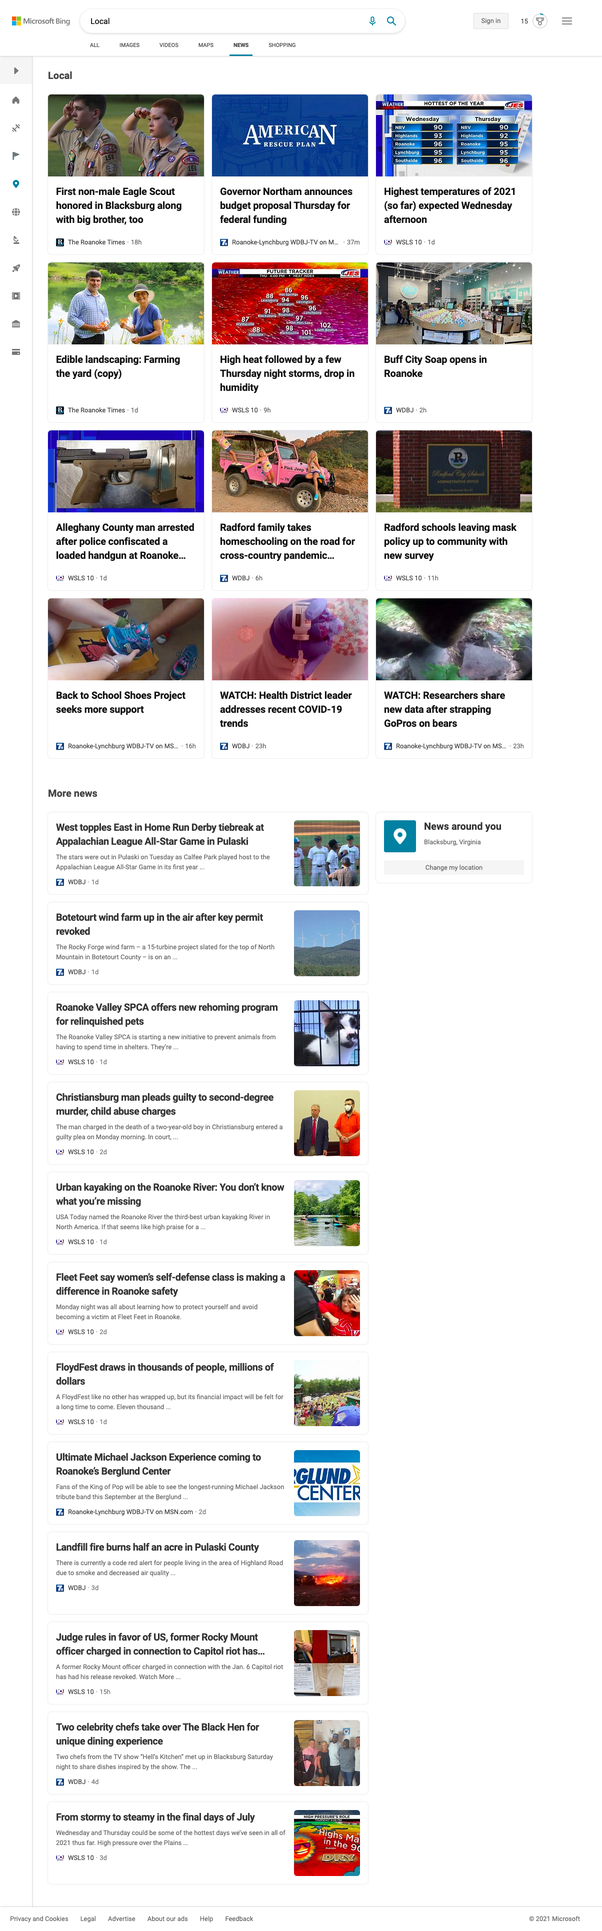 Microsoft Bing
Local
Sign in
15
ALL
IMAGES
VIDEOS
MAPS
NEWS
SHOPPING
Local
First non-male Eagle Scout
honored in Blacksburg along
with big brother, too
The Roanoke Times · 18h
AMERICAN
RESCUE PLAN
Governor Northam announces
budget proposal Thursday for
federal funding
Roanoke-Lynchburg WDBJ-TV on M... · 37m
WEATHER
HOTTEST OF THE YEAR
Wednesday
Thursday
NRV 90
NRV 90
Highlands 93
Highlands 92
Roanoke 96
Roanoke 95
Lynchburg 95
Lynchburg 93
Southside 96
Southside 96
Highest temperatures of 2021
(so far) expected Wednesday
afternoon
WSLS 10 · 1d
Edible landscaping: Farming
the yard (copy)
The Roanoke Times · 1d
WEATHER
FUTURE TRACKER
High heat followed by a few
Thursday night storms, drop in
humidity
WSLS 10 · 9h
Buff City Soap opens in
Roanoke
WDBJ · 2h
Alleghany County man arrested
after police confiscated a
loaded handgun at Roanoke...
WSLS 10 · 1d
Radford family takes
homeschooling on the road for
cross-country pandemic...
WDBJ · 6h
R
Radford City Schools
Radford schools leaving mask
policy up to community with
new survey
WSLS 10 · 11h
Back to School Shoes Project
seeks more support
Roanoke-Lynchburg WDBJ-TV on MS... · 16h
WATCH: Health District leader
addresses recent COVID-19
trends
WDBJ · 23h
WATCH: Researchers share
new data after strapping
GoPros on bears
Roanoke-Lynchburg WDBJ-TV on MS... · 23h
More news
West topples East in Home Run Derby tiebreak at
Appalachian League All-Star Game in Pulaski
The stars were out in Pulaski on Tuesday as Calfee Park played host to the
Appalachian League All-Star Game in its first year ...
WDBJ · 1d
News around you
Blacksburg, Virginia
Change my location
Botetourt wind farm up in the air after key permit
revoked
The Rocky Forge wind farm – a 15-turbine project slated for the top of North
Mountain in Botetourt County – is on an ...
WDBJ · 1d
Roanoke Valley SPCA offers new rehoming program
for relinquished pets
The Roanoke Valley SPCA is starting a new initiative to prevent animals from
having to spend time in shelters. They're ...
WSLS 10 · 1d
Christiansburg man pleads guilty to second-degree
murder, child abuse charges
The man charged in the death of a two-year-old boy in Christiansburg entered a
guilty plea on Monday morning. In court, ...
WSLS 10 · 2d
Urban kayaking on the Roanoke River: You don't know
what you're missing
USA Today named the Roanoke River the third-best urban kayaking River in
North America. If that seems like high praise for a ...
WSLS 10 · 1d
Fleet Feet say women's self-defense class is making a
difference in Roanoke safety
Monday night was all about learning how to protect yourself and avoid
becoming a victim at Fleet Feet in Roanoke.
WSLS 10 · 2d
FloydFest draws in thousands of people, millions of
dollars
A FloydFest like no other has wrapped up, but its financial impact will be felt for
a long time to come. Eleven thousand ...
WSLS 10 · 1d
Ultimate Michael Jackson Experience coming to
Roanoke's Berglund Center
Fans of the King of Pop will be able to see the longest-running Michael Jackson
tribute band this September at the Berglund ...
Roanoke-Lynchburg WDBJ-TV on MSN.com · 2d
RGLUND
CENTER
Landfill fire burns half an acre in Pulaski County
There is currently a code red alert for people living in the area of Highland Road
due to smoke and decreased air quality ...
WDBJ · 3d
Judge rules in favor of US, former Rocky Mount
officer charged in connection to Capitol riot has...
A former Rocky Mount officer charged in connection with the Jan. 6 Capitol riot
has had his release revoked. Watch More ...
WSLS 10 · 15h
Two celebrity chefs take over The Black Hen for
unique dining experience
Two chefs from the TV show "Hell's Kitchen" met up in Blacksburg Saturday
night to share dishes inspired by the show. The ...
WDBJ · 4d
From stormy to steamy in the final days of July
Wednesday and Thursday could be some of the hottest days we've seen in all of
2021 thus far. High pressure over the Plains ...
WSLS 10 · 3d
HIGH PRESSURE'S ROLE
Privacy and Cookies
Legal
Advertise
About our ads
Help
Feedback
© 2021 Microsoft